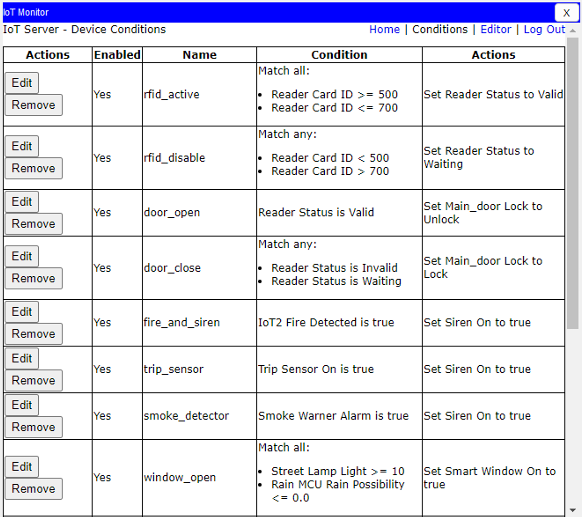 IoT Monitor X
IoT Server - Device Conditions Home | Conditions | Editor | Log Out
Actions Enabled Name Condition Actions
Edit
Remove
Yes
rfid_active
Match all:
• Reader Card ID >= 500
• Reader Card ID <= 700
Set Reader Status to Valid
Edit
Remove
Yes
rfid_disable
Match any:
• Reader Card ID < 500
• Reader Card ID > 700
Set Reader Status to
Waiting
Edit
Remove
Yes
door_open
Reader Status is Valid
Set Main_door Lock to
Unlock
Edit
Remove
Yes
door_close
Match any:
• Reader Status is Invalid
• Reader Status is Waiting
Set Main_door Lock to
Lock
Edit
Remove
Yes
fire_and_siren
IoT2 Fire Detected is true
Set Siren On to true
Edit
Remove
Yes
trip_sensor
Trip Sensor On is true
Set Siren On to true
Edit
Remove
Yes
smoke_detector
Smoke Warner Alarm is true
Set Siren On to true
Edit
Remove
Yes
window_open
Match all:
• Street Lamp Light >= 10
• Rain MCU Rain Possibility
<= 0.0
Set Smart Window On to
true